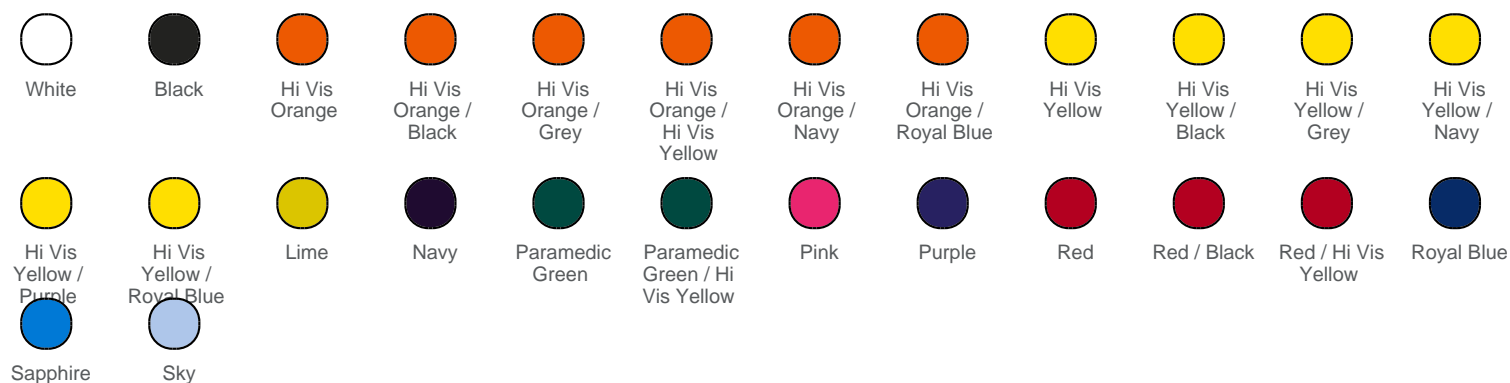 White
Black
Hi Vis
Orange
Hi Vis
Orange /
Black
Hi Vis
Orange /
Grey
Hi Vis
Orange /
Hi Vis
Yellow
Hi Vis
Orange /
Navy
Hi Vis
Orange /
Royal Blue
Hi Vis
Yellow
Hi Vis
Yellow /
Black
Hi Vis
Yellow /
Grey
Hi Vis
Yellow /
Navy
Hi Vis
Yellow /
Purple
Hi Vis
Yellow /
Royal Blue
Lime
Navy
Paramedic
Green
Paramedic
Green / Hi
Vis Yellow
Pink
Purple
Red
Red / Black
Red / Hi Vis
Yellow
Royal Blue
Sapphire
Sky